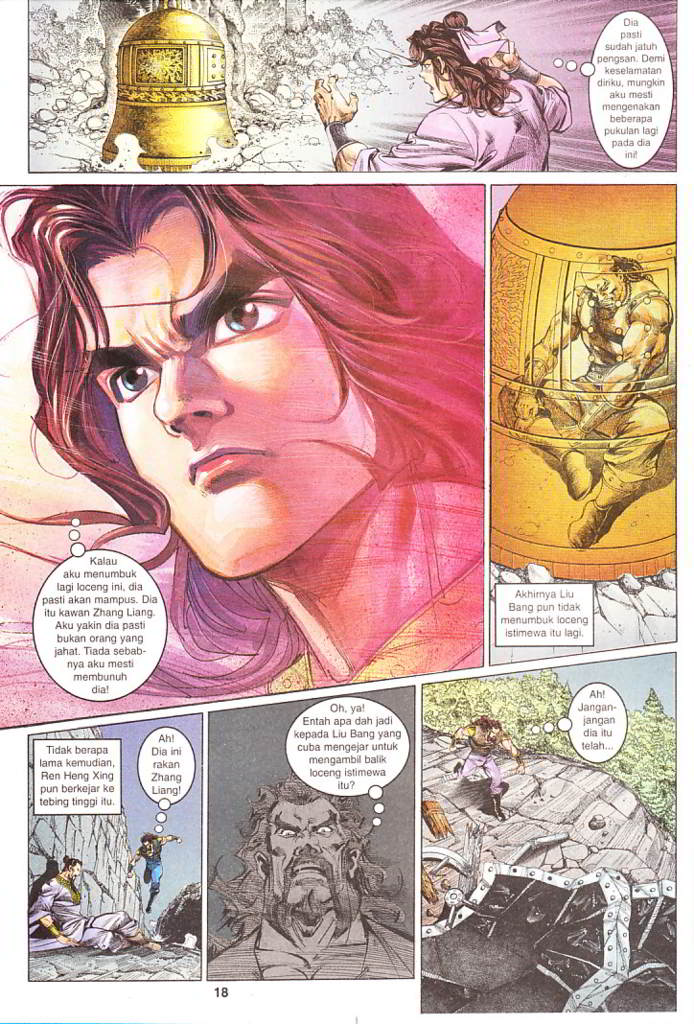 Dia
pasti
sudah jatuh
pengsan. Demi
keselamatan
diriku, mungkin
aku mesti
mengenakan
beberapa
pukulan lagi
pada dia
ini!
Kalau
aku menumbuk
lagi loceng ini, dia
pasti akan mampus. Dia
itu kawan Zhang Liang.
Aku yakin dia pasti
bukan orang yang
jahat. Tiada sebab-
nya aku mesti
membunuh
dia!
Akhirnya Liu
Bang pun tidak
menumbuk loceng
istimewa itu lagi.
Tidak berapa
lama kemudian,
Ren Heng Xing
pun berkejar ke
tebing tinggi itu.
Ah!
Dia ini
rakan
Zhang
Liang!
Oh, ya!
Entah apa dah jadi
kepada Liu Bang yang
cuba mengejar untuk
mengambil balik
loceng istimewa
itu?
Ah!
Jangan-
jangan
dia itu
telah...
18